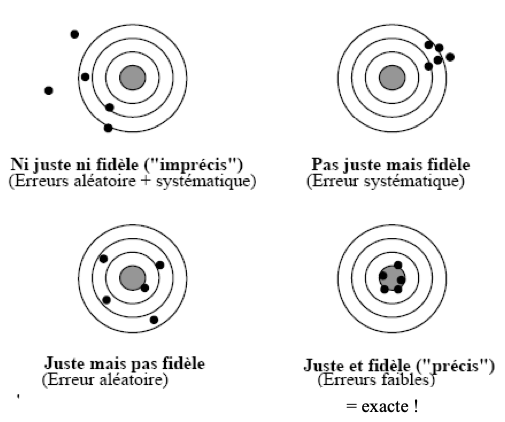 Ni juste ni fidèle ("imprécis")
(Erreurs aléatoire + systématique)
Pas juste mais fidèle
(Erreur systématique)
Juste mais pas fidèle
(Erreur aléatoire)
Juste et fidèle ("précis")
(Erreurs faibles)
= exacte !